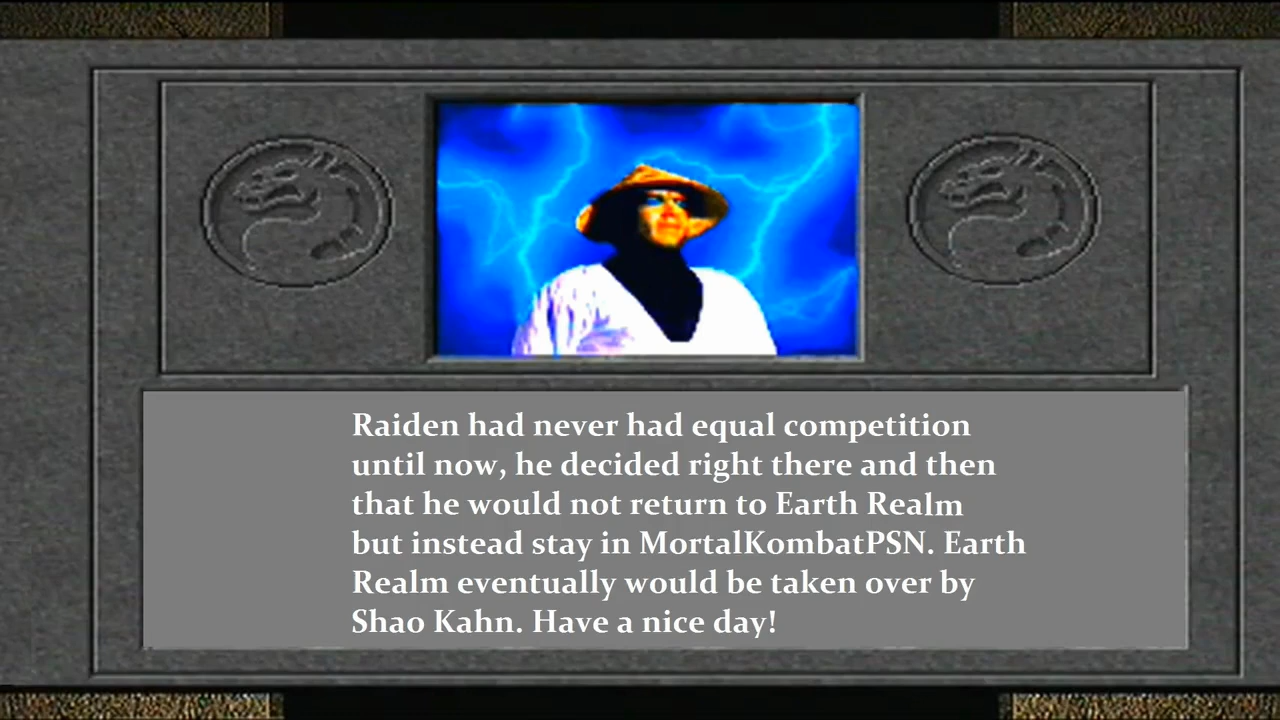 Raiden had never had equal competition
until now, he decided right there and then
that he would not return to Earth Realm
but instead stay in MortalKombatPSN. Earth
Realm eventually would be taken over by
Shao Kahn. Have a nice day!